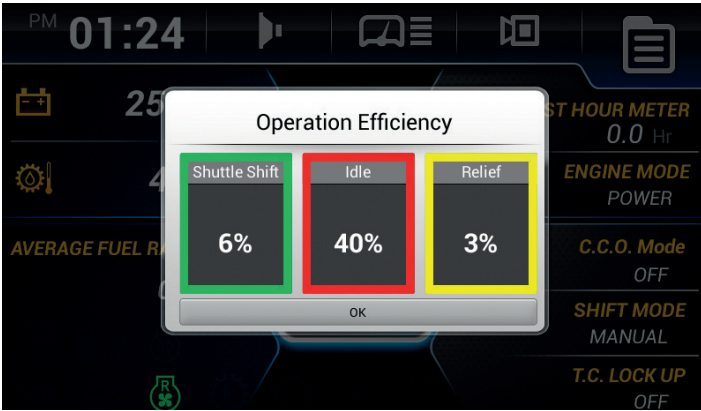 PM 01:24
25
Operation Efficiency
ST HOUR METER
0.0 Hr
4
Shuttle Shift
Idle
Relief
ENGINE MODE
POWER
6%
40%
3%
AVERAGE FUEL RA
C.C.O. Mode
OFF
OK
SHIFT MODE
MANUAL
R
T.C. LOCK UP
OFF